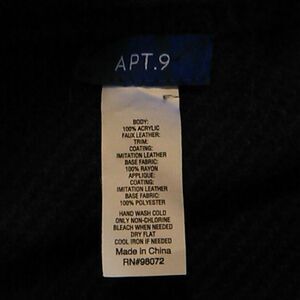 APT.9
BODY:
100% ACRYLIC
FAUX LEATHER:
TRIM:
COATING:
IMITATION LEATHER
BASE FABRIC:
100% RAYON
APPLIQUE:
COATING:
IMITATION LEATHER
BASE FABRIC:
100% POLYESTER
HAND WASH COLD
ONLY NON-CHLORINE
BLEACH WHEN NEEDED
DRY FLAT
COOL IRON IF NEEDED
Made in China
RN#98072